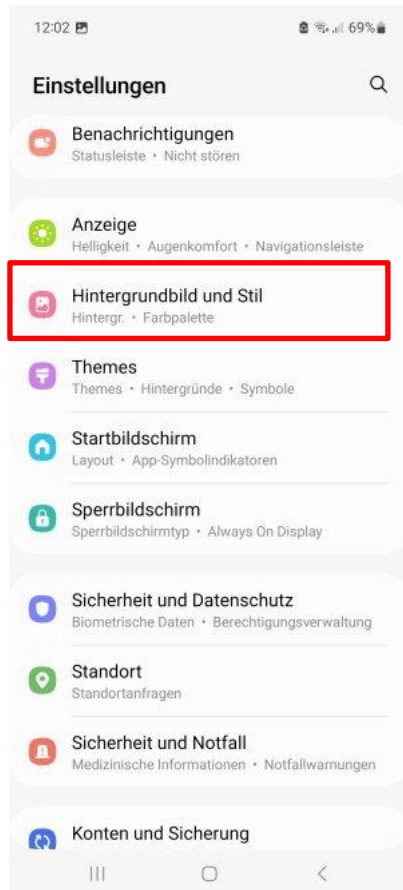 12:02 69%
Einstellungen
Benachrichtigungen
Statusleiste • Nicht stören
Anzeige
Helligkeit • Augenkomfort • Navigationsleiste
Hintergrundbild und Stil
Hintergr. • Farbpalette
Themes
Themes • Hintergründe • Symbole
Startbildschirm
Layout • App-Symbolindikatoren
Sperrbildschirm
Sperrbildschirmtyp • Always On Display
Sicherheit und Datenschutz
Biometrische Daten • Berechtigungsverwaltung
Standort
Standortanfragen
Sicherheit und Notfall
Medizinische Informationen • Notfallwarnungen
Konten und Sicherung